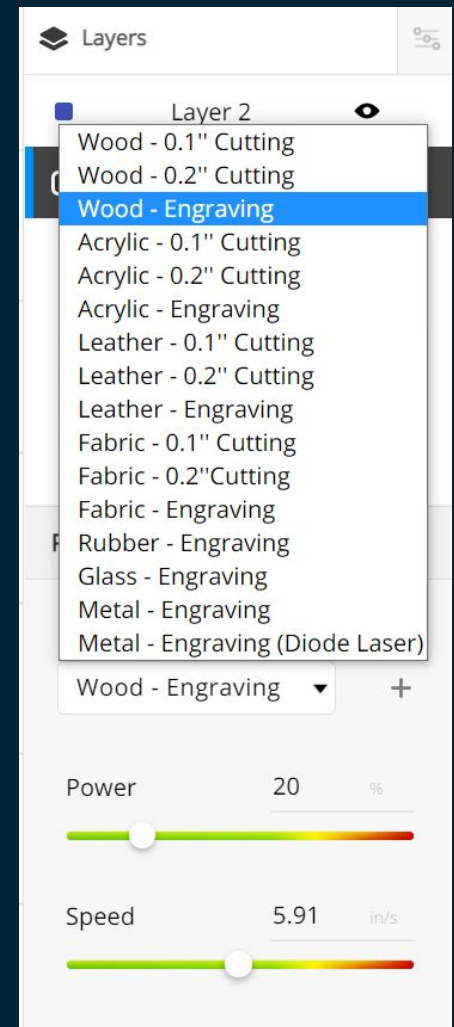 Layers
Layer 2
Wood - 0.1'' Cutting
Wood - 0.2'' Cutting
Wood - Engraving
Acrylic - 0.1'' Cutting
Acrylic - 0.2'' Cutting
Acrylic - Engraving
Leather - 0.1'' Cutting
Leather - 0.2'' Cutting
Leather - Engraving
Fabric - 0.1'' Cutting
Fabric - 0.2''Cutting
Fabric - Engraving
Rubber - Engraving
Glass - Engraving
Metal - Engraving
Metal - Engraving (Diode Laser)
Wood - Engraving +
Power 20 %
Speed 5.91 in/s